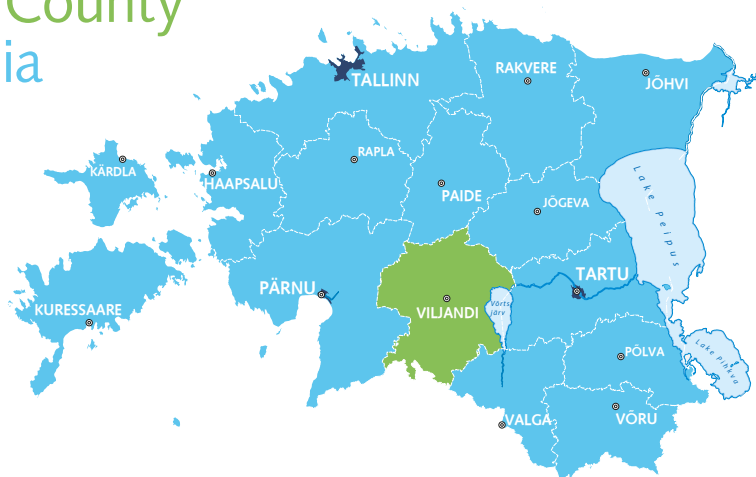 County
ia
TALLINN
RAKVERE
JÕHVI
KÄRDLA
HAAPSALU
RAPLA
PAIDE
JÕGEVA
Lake Peipus
KURESSAARE
PÄRNU
VILJANDI
Võrts
järv
TARTU
PÕLVA
Lake Pihkva
VALGA
VÕRU